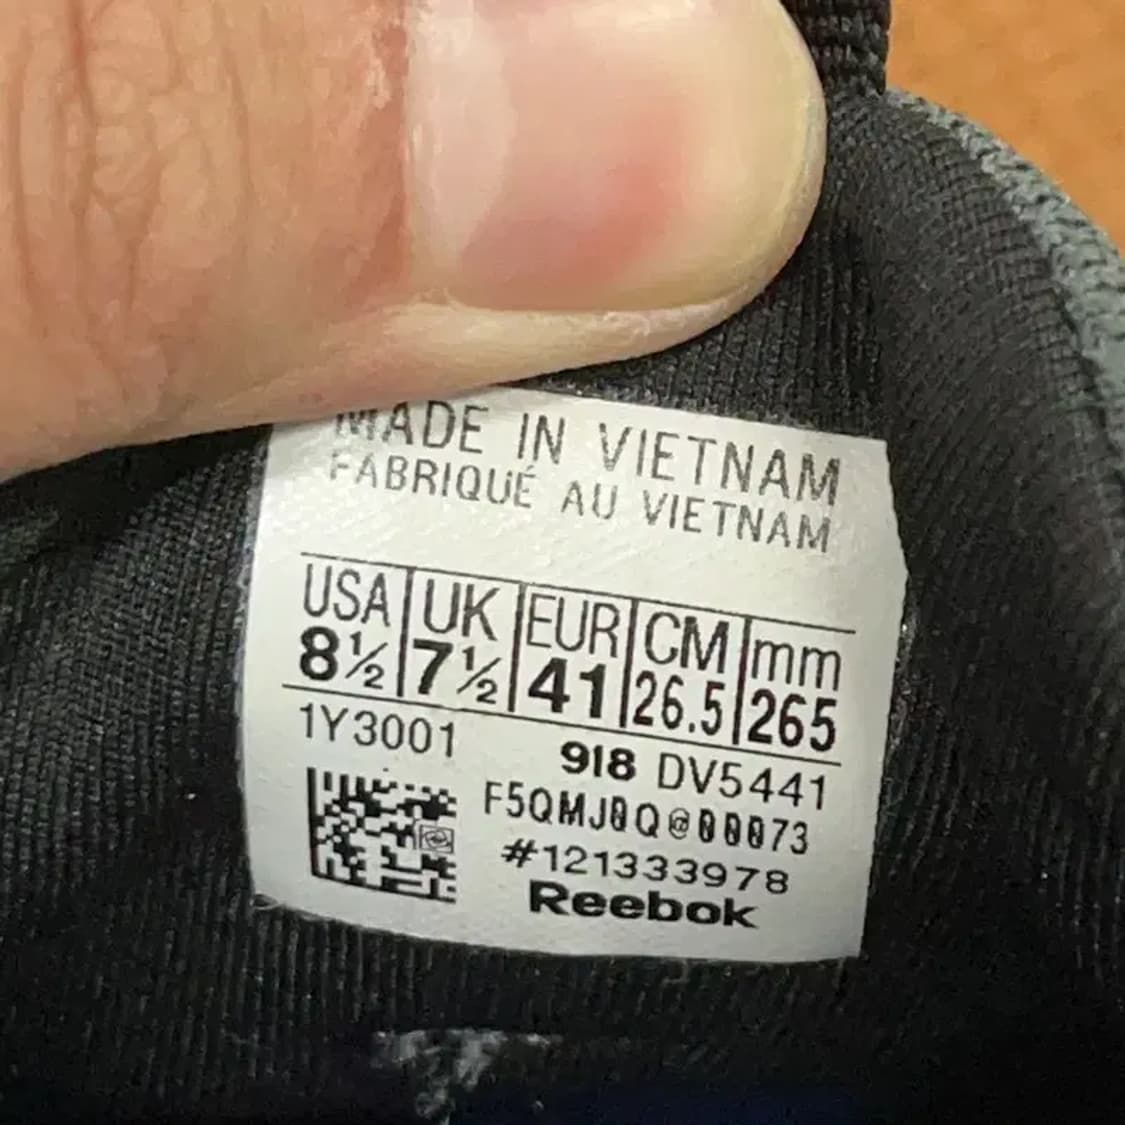 MADE IN VIETNAM
FABRIQUÉ AU VIETNAM
USA UK EUR CM mm
8½ 7½ 41 26.5 265
1Y3001 918 DV5441
F5QMJ0Q@00073
#121333978
Reebok